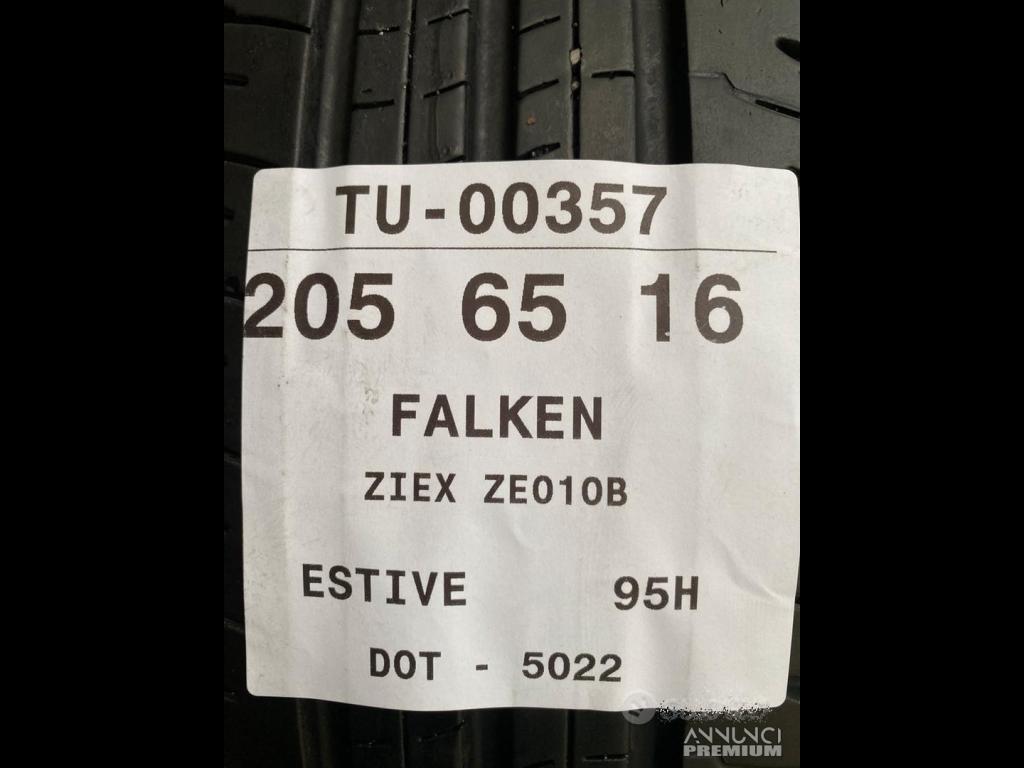 TU-00357
205 65 16
FALKEN
ZIEX ZE010B
ESTIVE 95H
DOT - 5022
ANNUNCI
PREMIUM